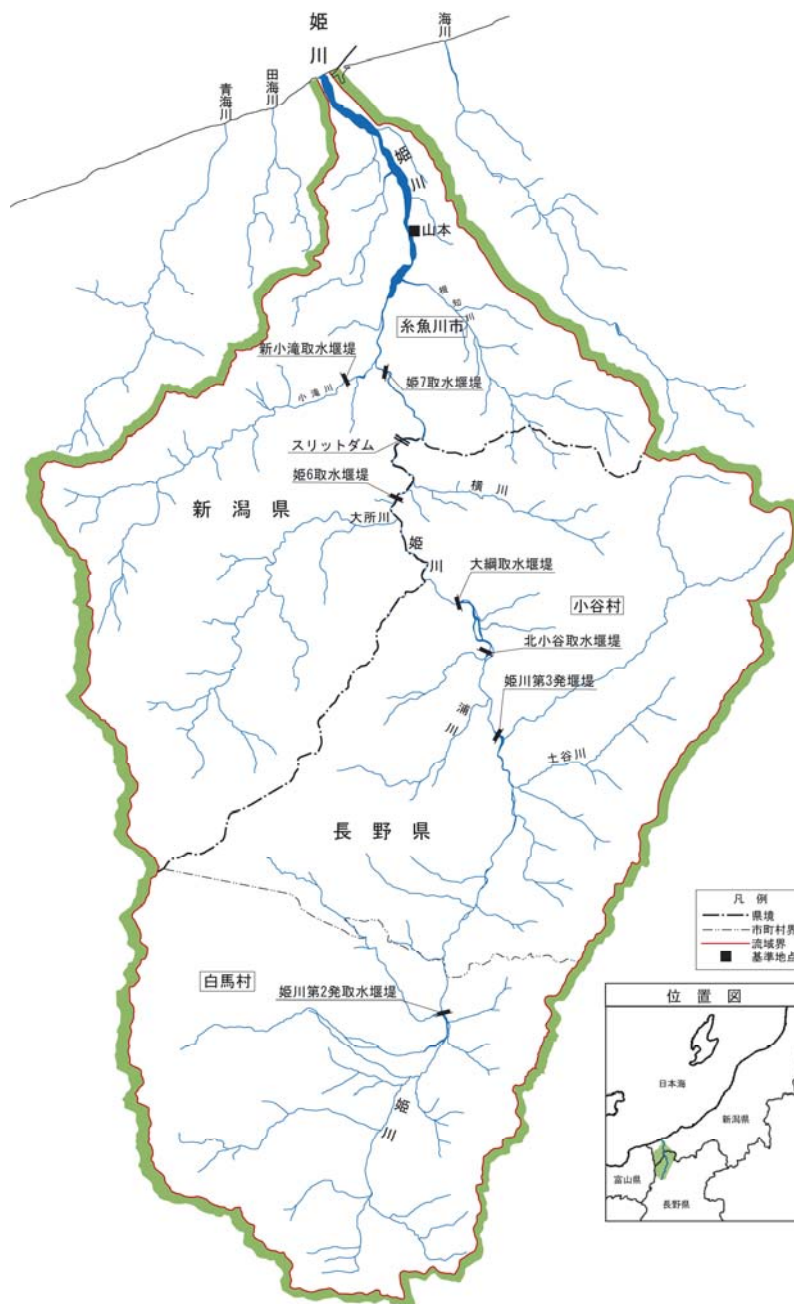 姫川
海川
田海川
青海川
姫川
山本
根知川
糸魚川市
新小滝取水堰堤
小滝川
姫7取水堰堤
スリットダム
姫6取水堰堤
横川
新潟県
大所川
姫川
大綱取水堰堤
小谷村
北小谷取水堰堤
姫川第3発堰堤
浦川
土谷川
長野県
凡例
県境
市町村界
流域界
基準地点
白馬村
姫川第2発取水堰堤
姫川
位置図
日本海
新潟県
富山県
長野県